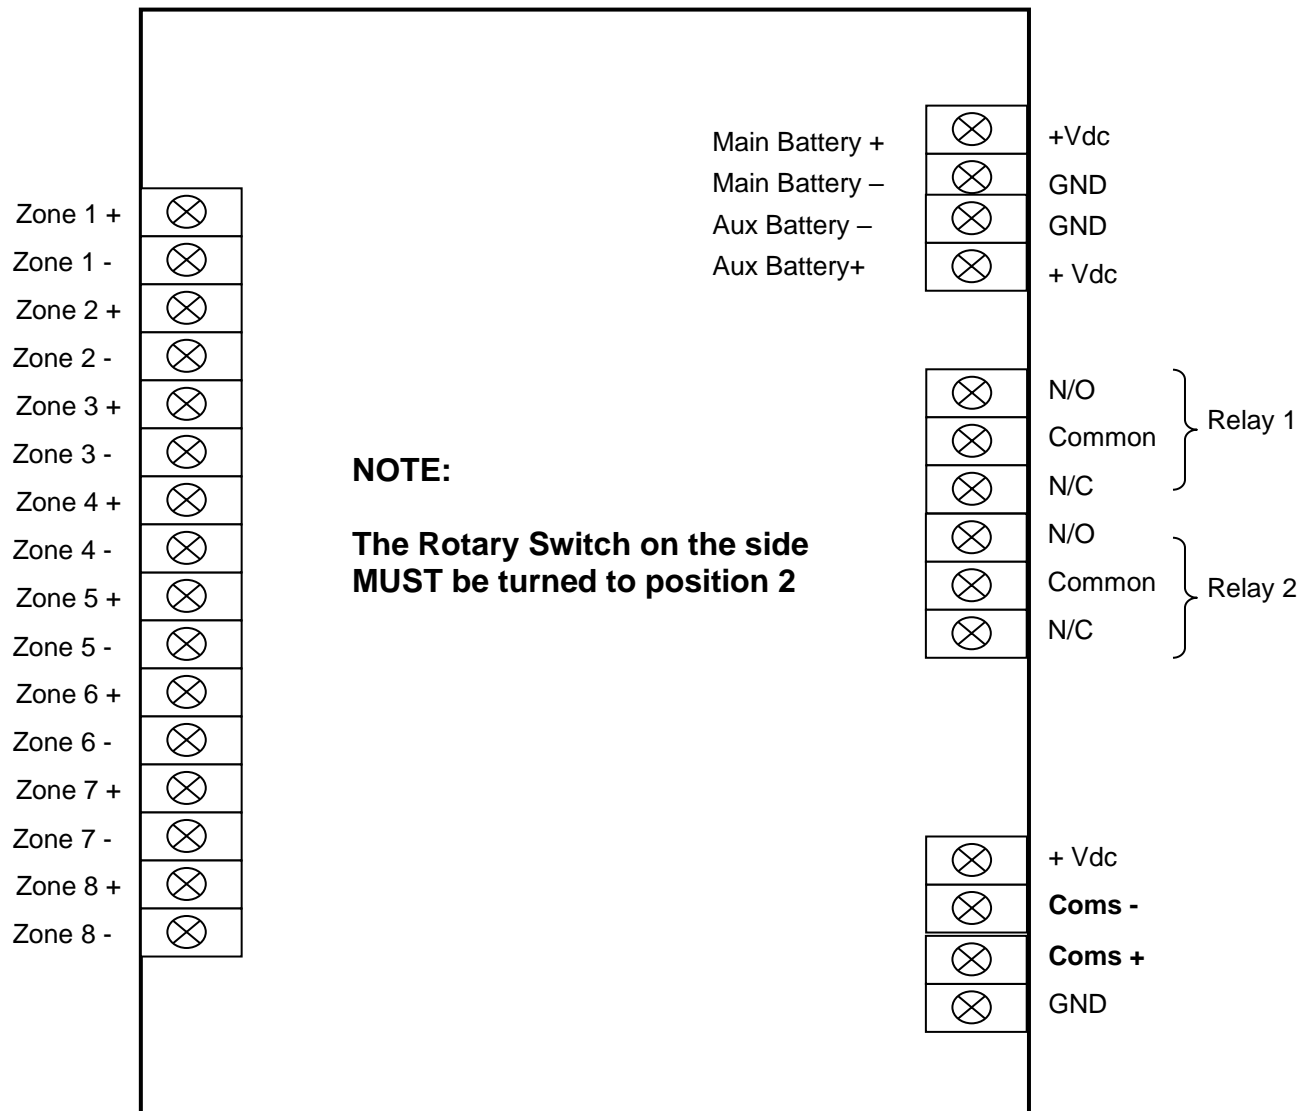 Zone 1 +
Zone 1 -
Zone 2 +
Zone 2 -
Zone 3 +
Zone 3 -
Zone 4 +
Zone 4 -
Zone 5 +
Zone 5 -
Zone 6 +
Zone 6 -
Zone 7 +
Zone 7 -
Zone 8 +
Zone 8 -
NOTE:
The Rotary Switch on the side
MUST be turned to position 2
Main Battery +
Main Battery –
Aux Battery –
Aux Battery+
+Vdc
GND
GND
+ Vdc
N/O
Common
N/C
Relay 1
N/O
Common
N/C
Relay 2
+ Vdc
Coms -
Coms +
GND